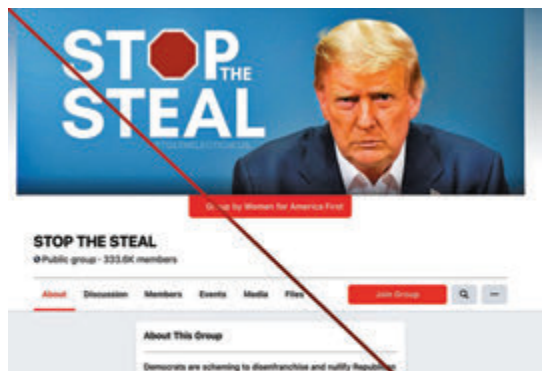 STOP THE
STEAL
Group by Women for America First
STOP THE STEAL
Public group · 333.6K members
About Discussion Members Events Media Files Join Group
About This Group
Democrats are scheming to disenfranchise and nullify Republican